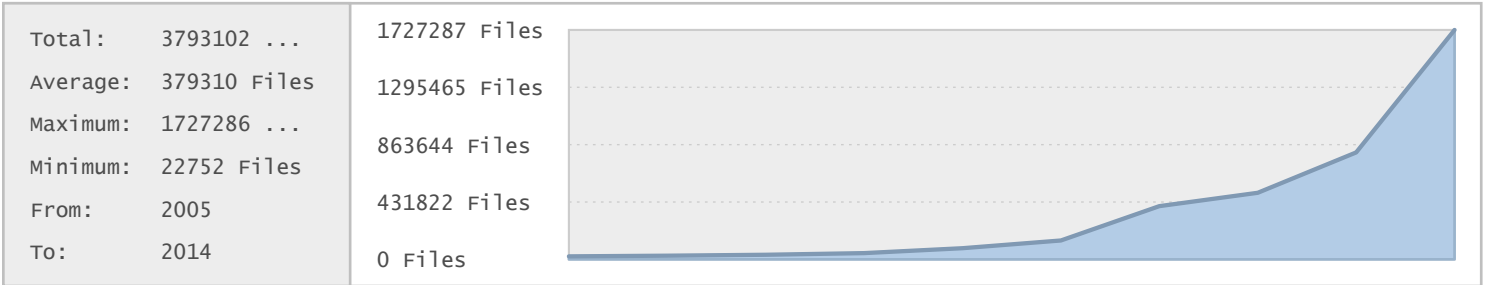 Total: 3793102 ...
Average: 379310 Files
Maximum: 1727286 ...
Minimum: 22752 Files
From: 2005
To: 2014
1727287 Files
1295465 Files
863644 Files
431822 Files
0 Files